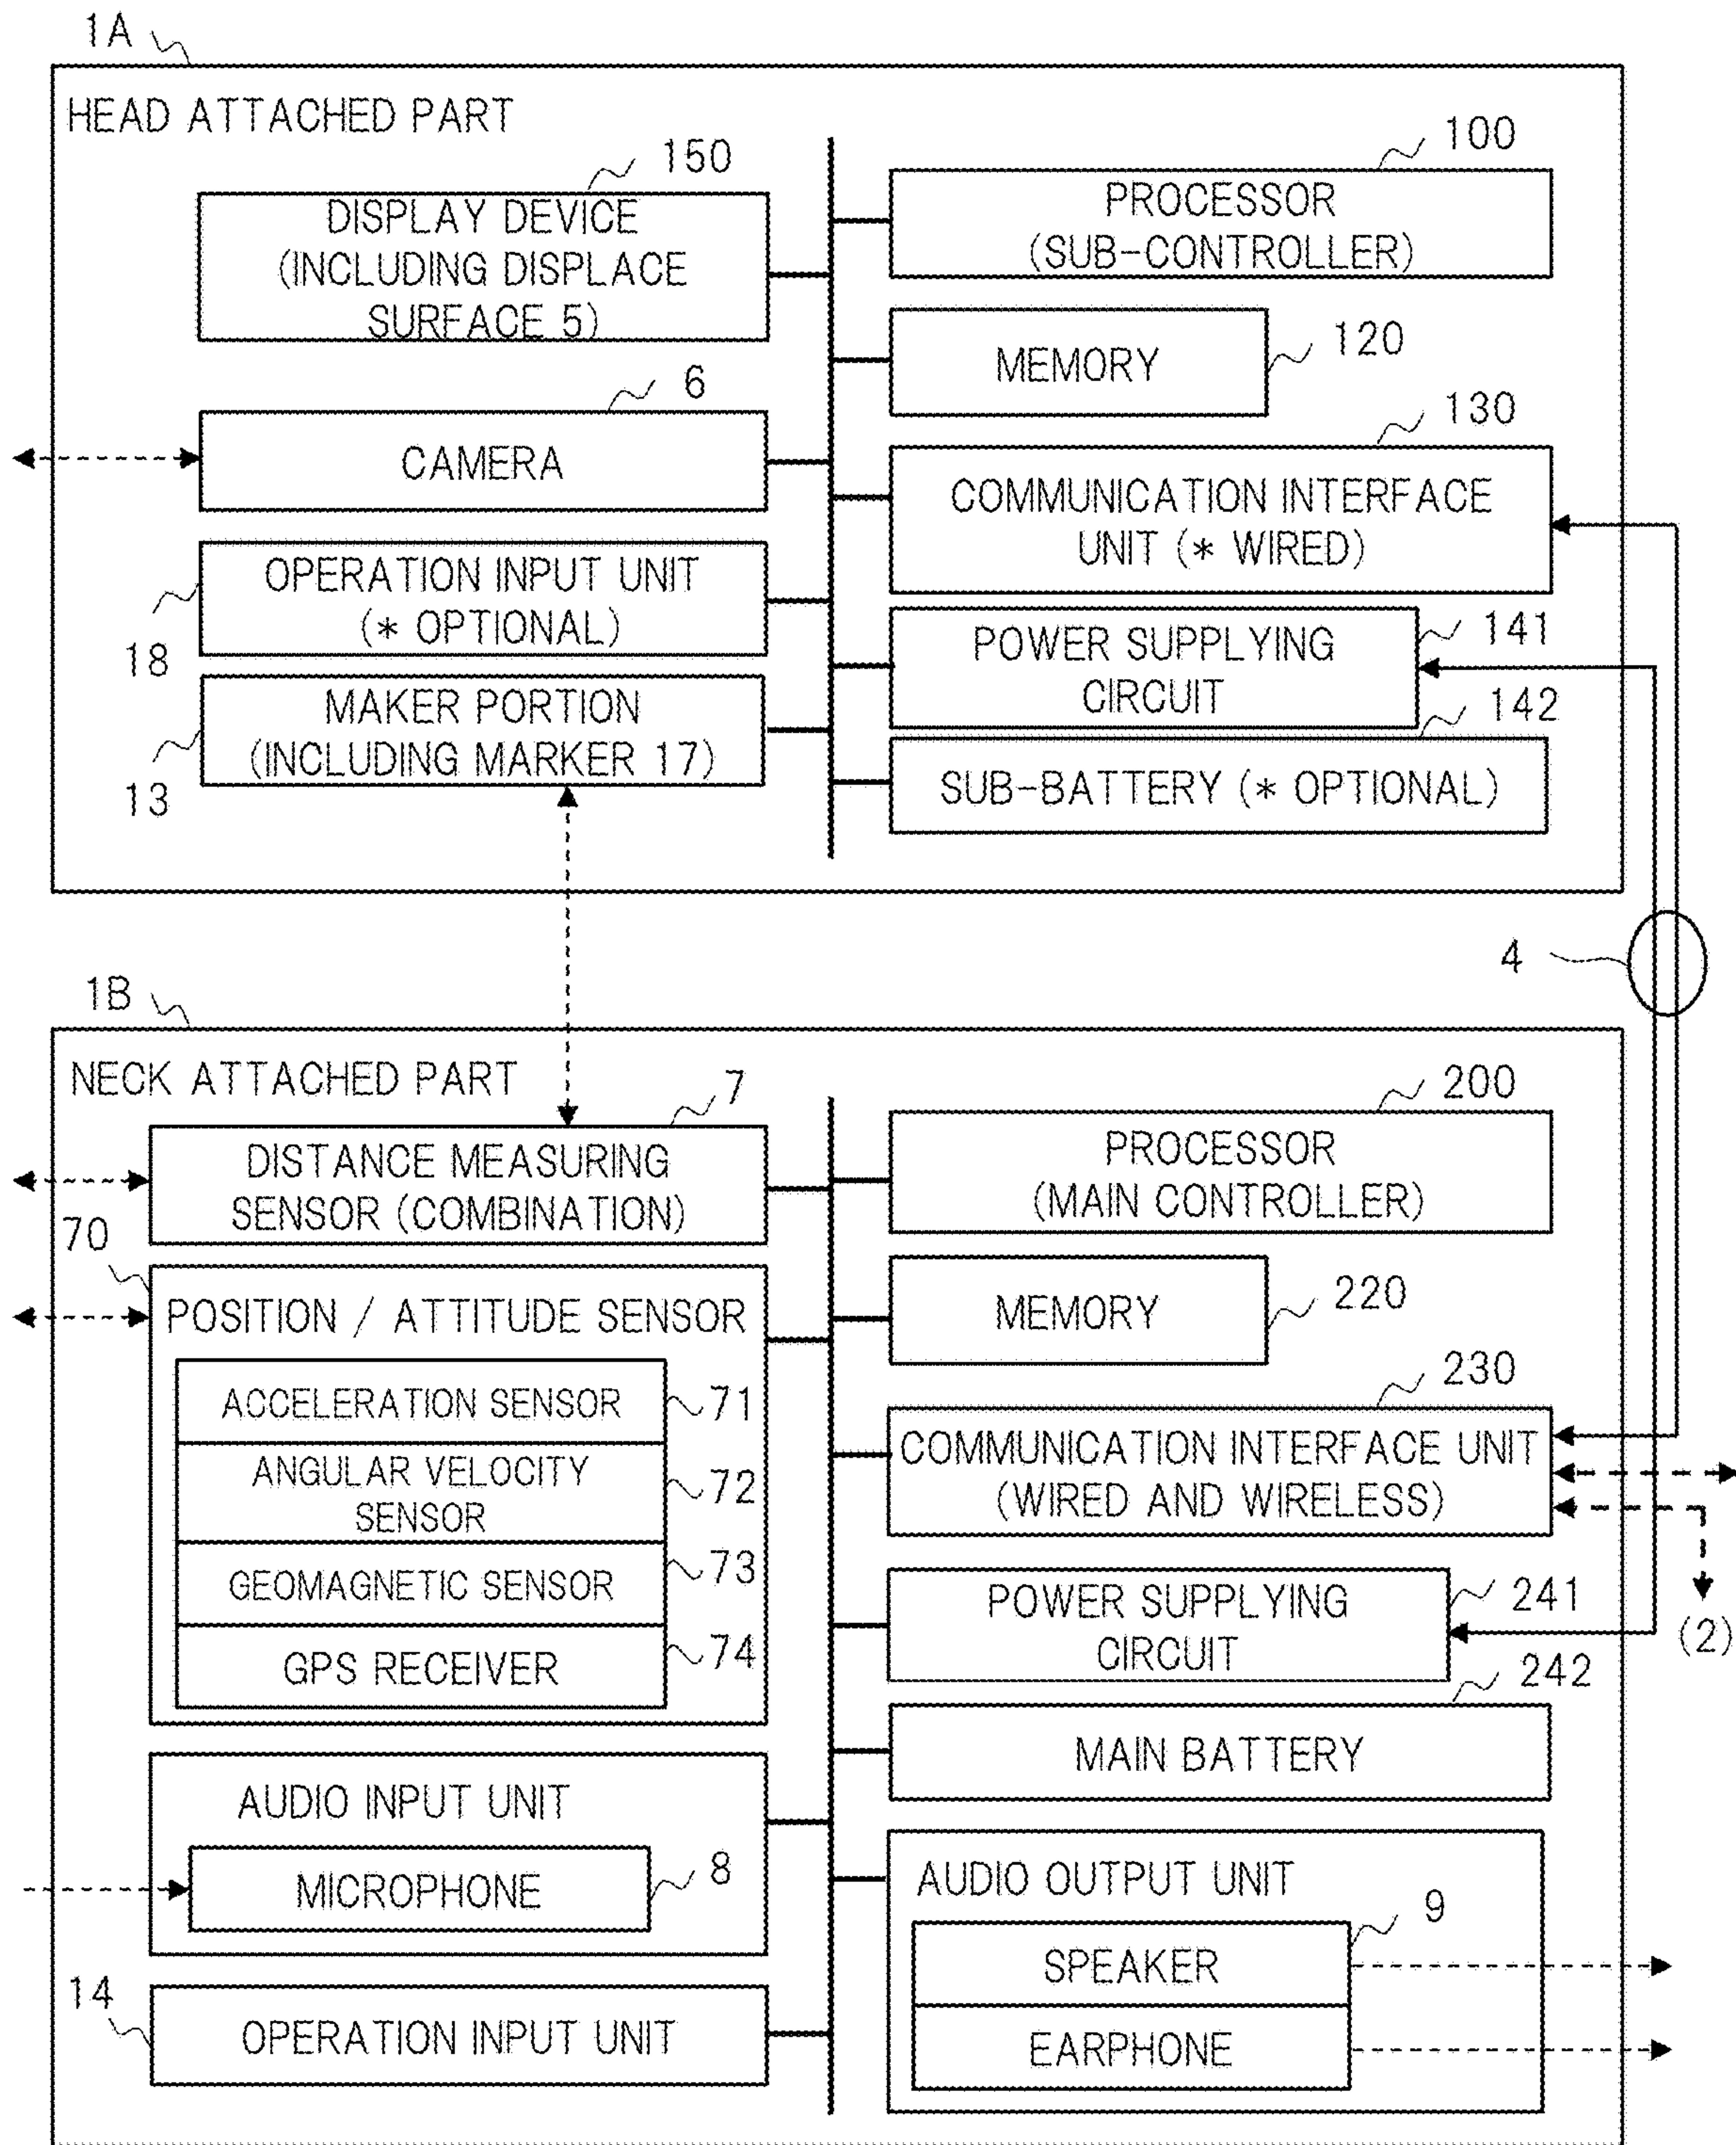 1A
HEAD ATTACHED PART
150
DISPLAY DEVICE
(INCLUDING DISPLACE
SURFACE 5)
100
PROCESSOR
(SUB-CONTROLLER)
MEMORY
120
6
CAMERA
130
COMMUNICATION INTERFACE
UNIT (* WIRED)
OPERATION INPUT UNIT
(* OPTIONAL)
18
POWER SUPPLYING
CIRCUIT
141
MAKER PORTION
(INCLUDING MARKER 17)
13
142
SUB-BATTERY (* OPTIONAL)
4
1B
NECK ATTACHED PART
7
DISTANCE MEASURING
SENSOR (COMBINATION)
200
PROCESSOR
(MAIN CONTROLLER)
70
POSITION / ATTITUDE SENSOR
MEMORY
220
ACCELERATION SENSOR
71
ANGULAR VELOCITY
SENSOR
72
GEOMAGNETIC SENSOR
73
GPS RECEIVER
74
230
COMMUNICATION INTERFACE UNIT
(WIRED AND WIRELESS)
(2)
POWER SUPPLYING
CIRCUIT
241
242
MAIN BATTERY
AUDIO INPUT UNIT
MICROPHONE
8
AUDIO OUTPUT UNIT
9
SPEAKER
EARPHONE
14
OPERATION INPUT UNIT